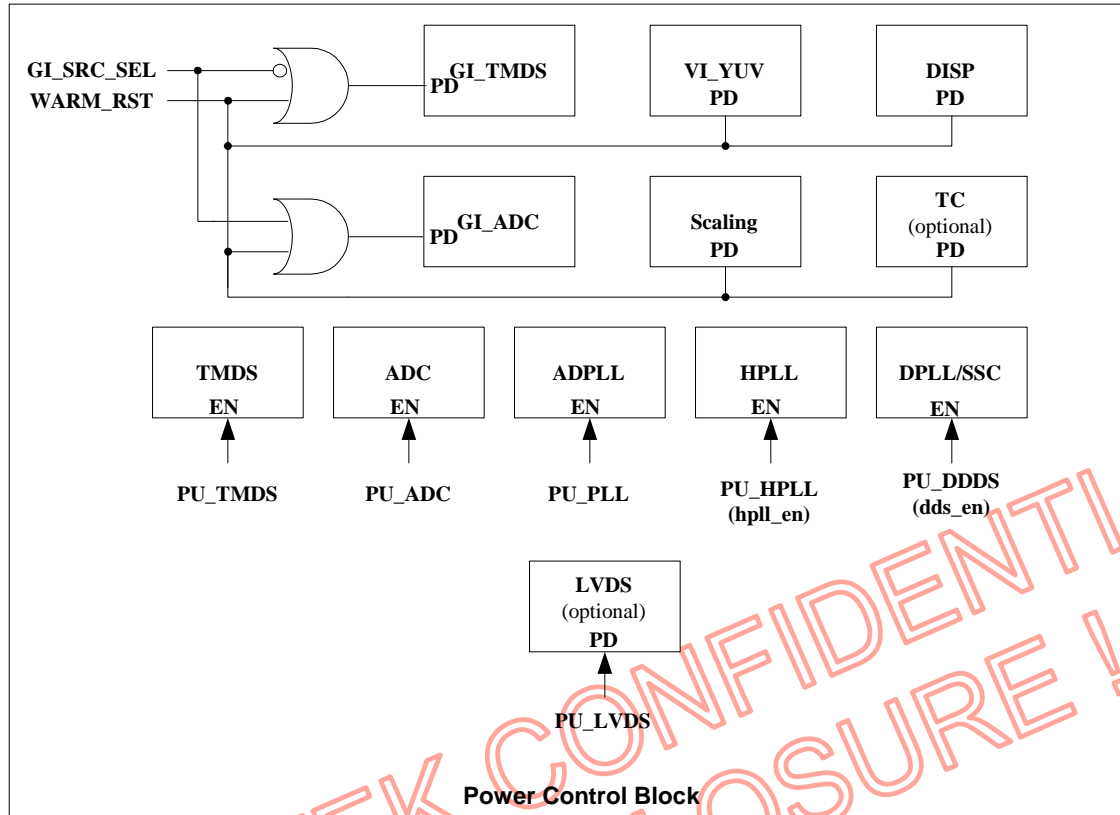 GI_SRC_SEL
WARM_RST
GI_TMDS
PD
VI_YUV
PD
DISP
PD
GI_ADC
PD
Scaling
PD
TC
(optional)
PD
TMDS
EN
ADC
EN
ADPLL
EN
HPLL
EN
DPLL/SSC
EN
PU_TMDS
PU_ADC
PU_PLL
PU_HPLL
(hpll_en)
PU_DDDS
(dds_en)
LVDS
(optional)
PD
PU_LVDS
Power Control Block